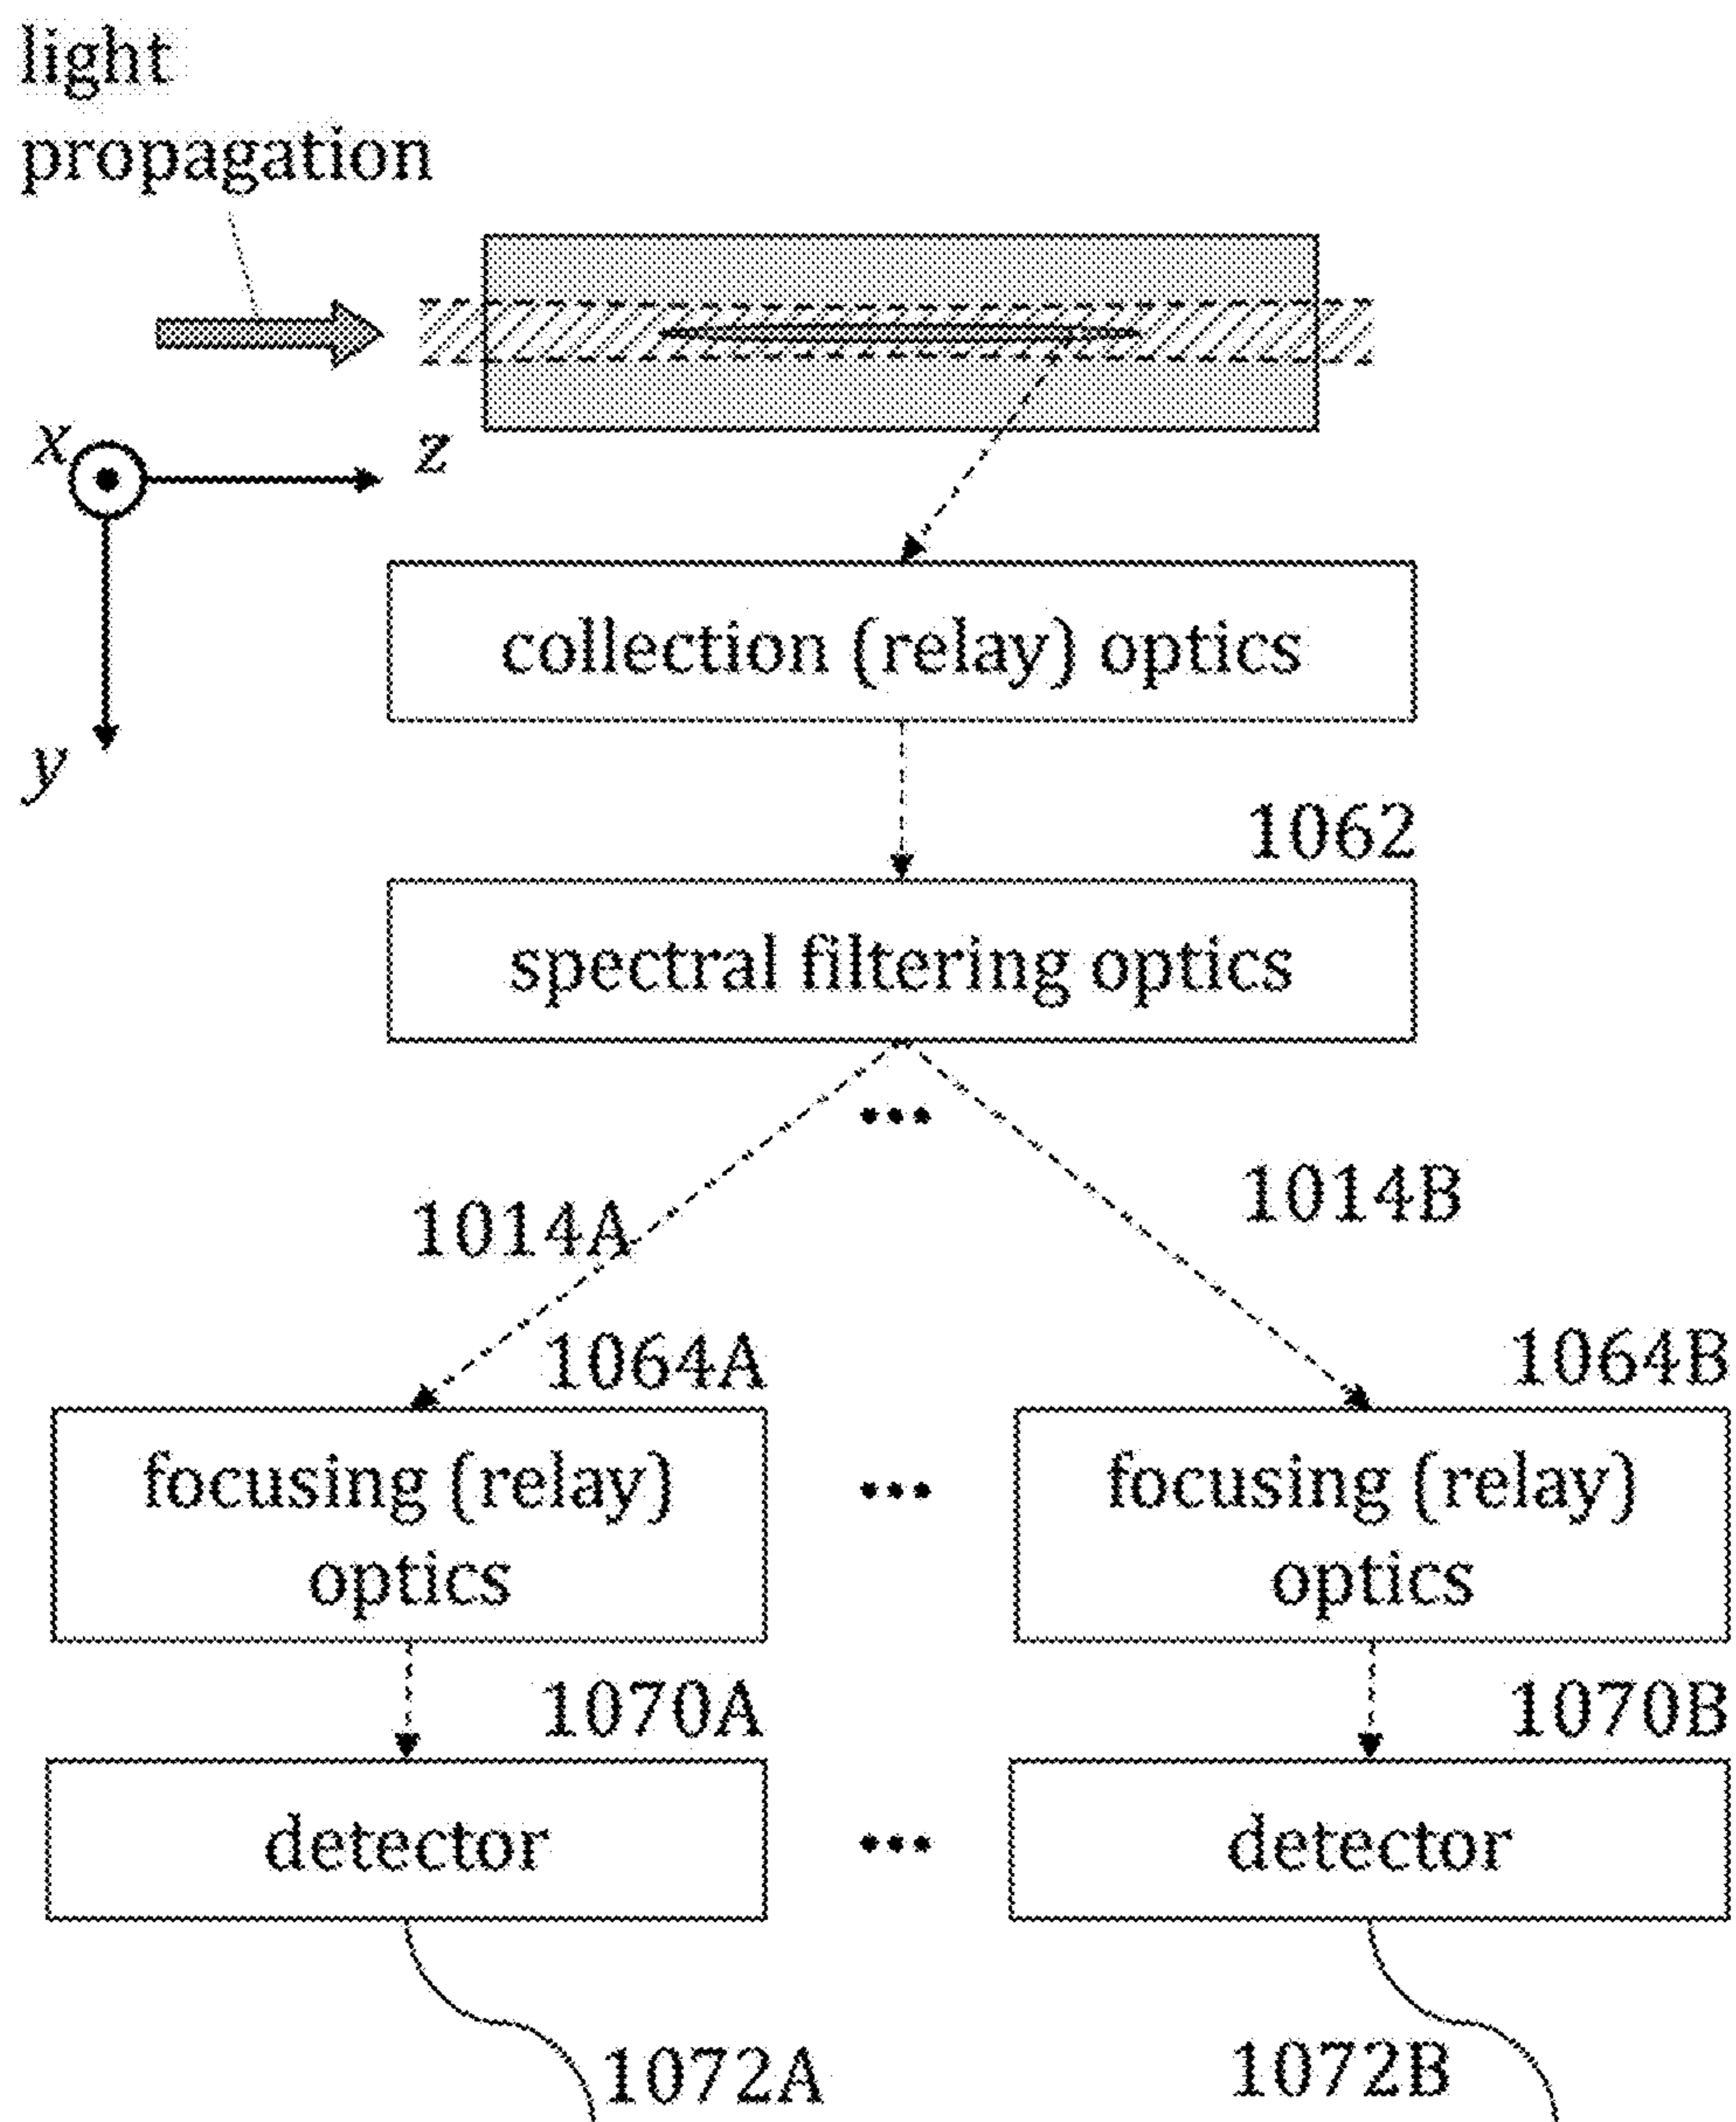 light
propagation
x
z
y
collection (relay) optics
1062
spectral filtering optics
...
1014A
1014B
1064A
1064B
focusing (relay)
optics
...
focusing (relay)
optics
1070A
1070B
detector
...
detector
1072A
1072B